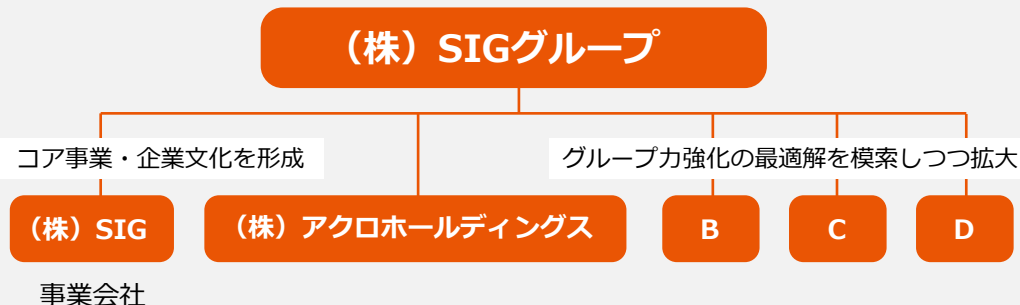 （株）SIGグループ
コア事業・企業文化を形成
グループ力強化の最適解を模索しつつ拡大
（株）SIG
（株）アクロホールディングス
B
C
D
事業会社